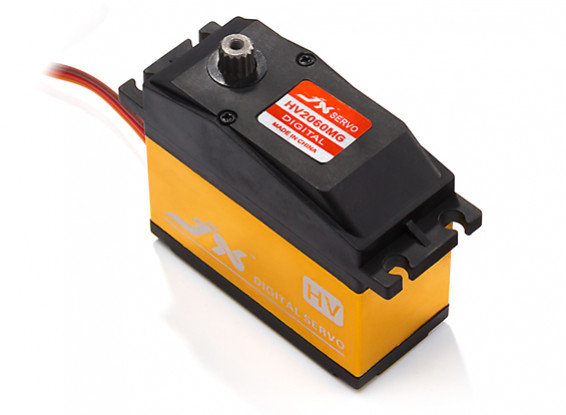 JX SERVO
HV2060MG
DIGITAL
MADE IN CHINA
JX
DIGITAL SERVO
HV